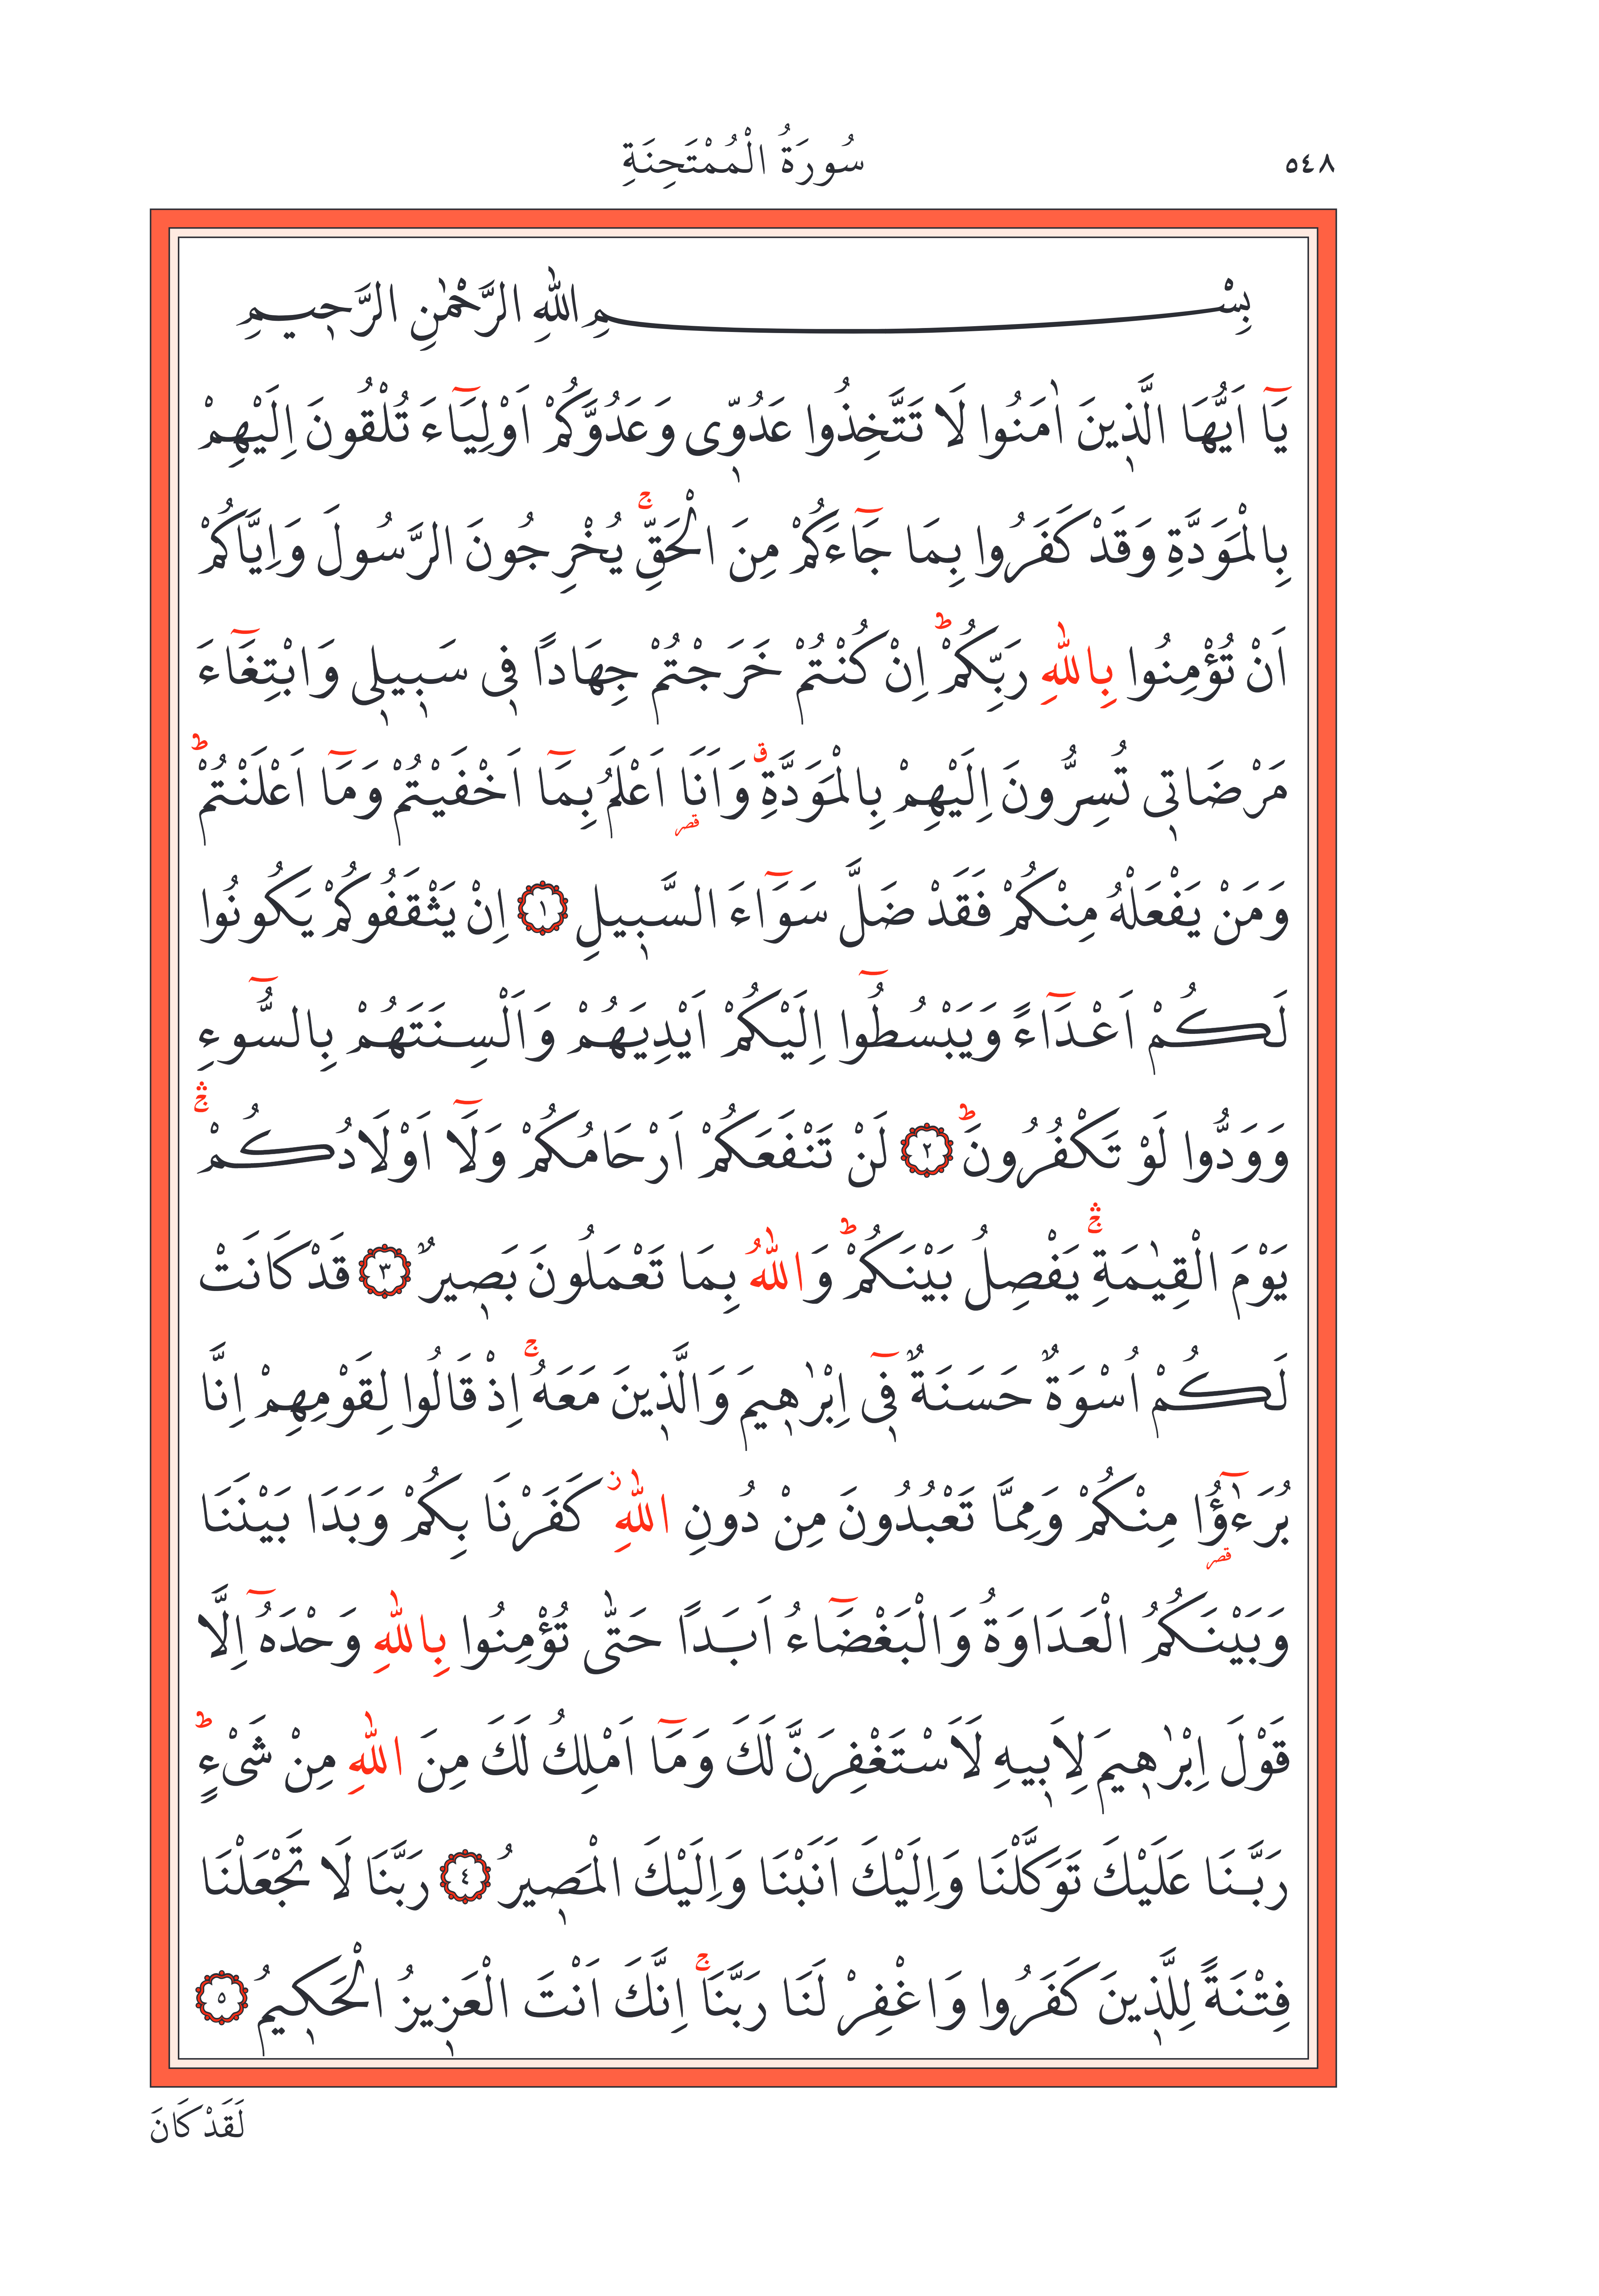 ٥٤٨
سُورَةُ الْمُمْتَحِنَةِ
بِسْمِ اللّٰهِ الرَّحْمٰنِ الرَّح۪يمِ
يَٓا اَيُّهَا الَّذ۪ينَ اٰمَنُوا لَا تَتَّخِذُوا عَدُوّ۪ي وَعَدُوَّكُمْ اَوْلِيَٓاءَ تُلْقُونَ اِلَيْهِمْ
بِالْمَوَدَّةِ وَقَدْ كَفَرُوا بِمَا جَٓاءَكُمْ مِنَ الْحَقِّۚ يُخْرِجُونَ الرَّسُولَ وَاِيَّاكُمْ
اَنْ تُؤْمِنُوا بِاللّٰهِ رَبِّكُمْۜ اِنْ كُنْتُمْ خَرَجْتُمْ جِهَادًا ف۪ي سَب۪يل۪ي وَابْتِغَٓاءَ
مَرْضَات۪ي تُسِرُّونَ اِلَيْهِمْ بِالْمَوَدَّةِۗ وَاَنَا۬ اَعْلَمُ بِمَٓا اَخْفَيْتُمْ وَمَٓا اَعْلَنْتُمْۜ
وَمَنْ يَفْعَلْهُ مِنْكُمْ فَقَدْ ضَلَّ سَوَٓاءَ السَّب۪يلِ ﴿١﴾ اِنْ يَثْقَفُوكُمْ يَكُونُوا
لَكُمْ اَعْدَٓاءً وَيَبْسُطُٓوا اِلَيْكُمْ اَيْدِيَهُمْ وَاَلْسِنَتَهُمْ بِالسُّٓوءِ
وَوَدُّوا لَوْ تَكْفُرُونَۜ ﴿٢﴾ لَنْ تَنْفَعَكُمْ اَرْحَامُكُمْ وَلَٓا اَوْلَادُكُمْۛۚ
يَوْمَ الْقِيٰمَةِۛۚ يَفْصِلُ بَيْنَكُمْۜ وَاللّٰهُ بِمَا تَعْمَلُونَ بَص۪يرٌ ﴿٣﴾ قَدْ كَانَتْ
لَكُمْ اُسْوَةٌ حَسَنَةٌ ف۪ٓي اِبْرٰه۪يمَ وَالَّذ۪ينَ مَعَهُۚ اِذْ قَالُوا لِقَوْمِهِمْ اِنَّا
بُرَءٰٓؤُ۬ا مِنْكُمْ وَمِمَّا تَعْبُدُونَ مِنْ دُونِ اللّٰهِۘ كَفَرْنَا بِكُمْ وَبَدَا بَيْنَنَا
وَبَيْنَكُمُ الْعَدَاوَةُ وَالْبَغْضَٓاءُ اَبَدًا حَتّٰى تُؤْمِنُوا بِاللّٰهِ وَحْدَهُٓ اِلَّا
قَوْلَ اِبْرٰه۪يمَ لِاَب۪يهِ لَاَسْتَغْفِرَنَّ لَكَ وَمَٓا اَمْلِكُ لَكَ مِنَ اللّٰهِ مِنْ شَيْءٍۜ
رَبَّنَا عَلَيْكَ تَوَكَّلْنَا وَاِلَيْكَ اَنَبْنَا وَاِلَيْكَ الْمَص۪يرُ ﴿٤﴾ رَبَّنَا لَا تَجْعَلْنَا
فِتْنَةً لِلَّذ۪ينَ كَفَرُوا وَاغْفِرْ لَنَا رَبَّنَاۚ اِنَّكَ اَنْتَ الْعَز۪يزُ الْحَك۪يمُ ﴿٥﴾
لَقَدْ كَانَ